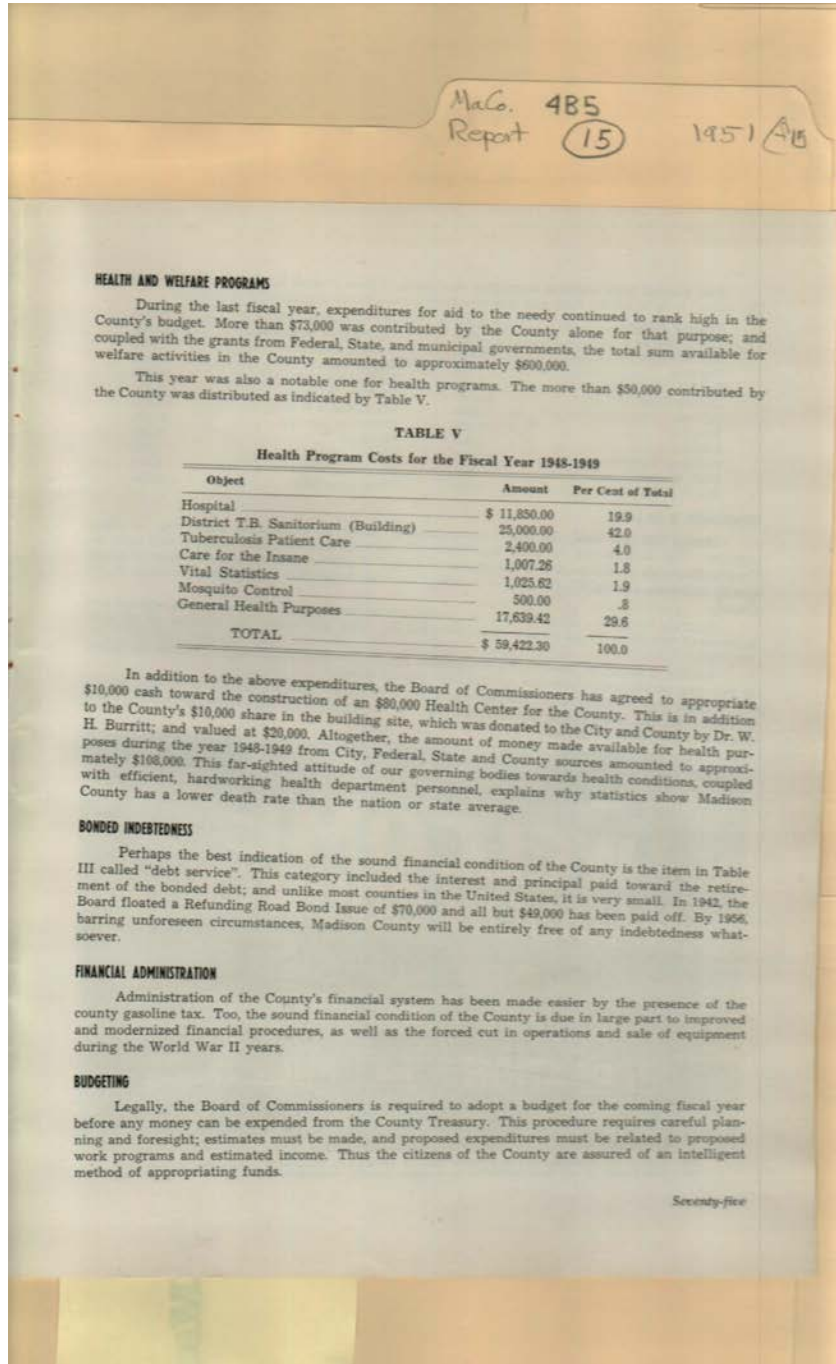 MaCo. 485
Report 15 1951
HEALTH AND WELFARE PROGRAMS
During the last fiscal year, expenditures for aid to the needy continued to rank high in the
County's budget. More than $73,000 was contributed by the County alone for that purpose; and
coupled with the grants from Federal, State, and municipal governments, the total sum available for
welfare activities in the County amounted to approximately $600,000.
This year was also a notable one for health programs. The more than $50,000 contributed by
the County was distributed as indicated by Table V.
TABLE V
Health Program Costs for the Fiscal Year 1948-1949
Object Amount Per Cent of Total
Hospital $ 11,850.00 19.9
District T.B. Sanitorium (Building) 25,000.00 42.0
Tuberculosis Patient Care 2,400.00 4.0
Care for the Insane 1,007.26 1.8
Vital Statistics 1,025.62 1.9
Mosquito Control 500.00 .8
General Health Purposes 17,639.42 29.6
TOTAL $ 59,422.30 100.0
In addition to the above expenditures, the Board of Commissioners has agreed to appropriate
$10,000 cash toward the construction of an $80,000 Health Center for the County. This is in addition
to the County's $10,000 share in the building site, which was donated to the City and County by Dr. W.
H. Burritt; and valued at $20,000. Altogether, the amount of money made available for health pur-
poses during the year 1948-1949 from City, Federal, State and County sources amounted to approxi-
mately $108,000. This far-sighted attitude of our governing bodies towards health conditions, coupled
with efficient, hardworking health department personnel, explains why statistics show Madison
County has a lower death rate than the nation or state average.
BONDED INDEBTEDNESS
Perhaps the best indication of the sound financial condition of the County is the item in Table
III called "debt service". This category included the interest and principal paid toward the retire-
ment of the bonded debt; and unlike most counties in the United States, it is very small. In 1942, the
Board floated a Refunding Road Bond Issue of $70,000 and all but $49,000 has been paid off. By 1956,
barring unforeseen circumstances, Madison County will be entirely free of any indebtedness what-
soever.
FINANCIAL ADMINISTRATION
Administration of the County's financial system has been made easier by the presence of the
county gasoline tax. Too, the sound financial condition of the County is due in large part to improved
and modernized financial procedures, as well as the forced cut in operations and sale of equipment
during the World War II years.
BUDGETING
Legally, the Board of Commissioners is required to adopt a budget for the coming fiscal year
before any money can be expended from the County Treasury. This procedure requires careful plan-
ning and foresight; estimates must be made, and proposed expenditures must be related to proposed
work programs and estimated income. Thus the citizens of the County are assured of an intelligent
method of appropriating funds.
Seventy-five